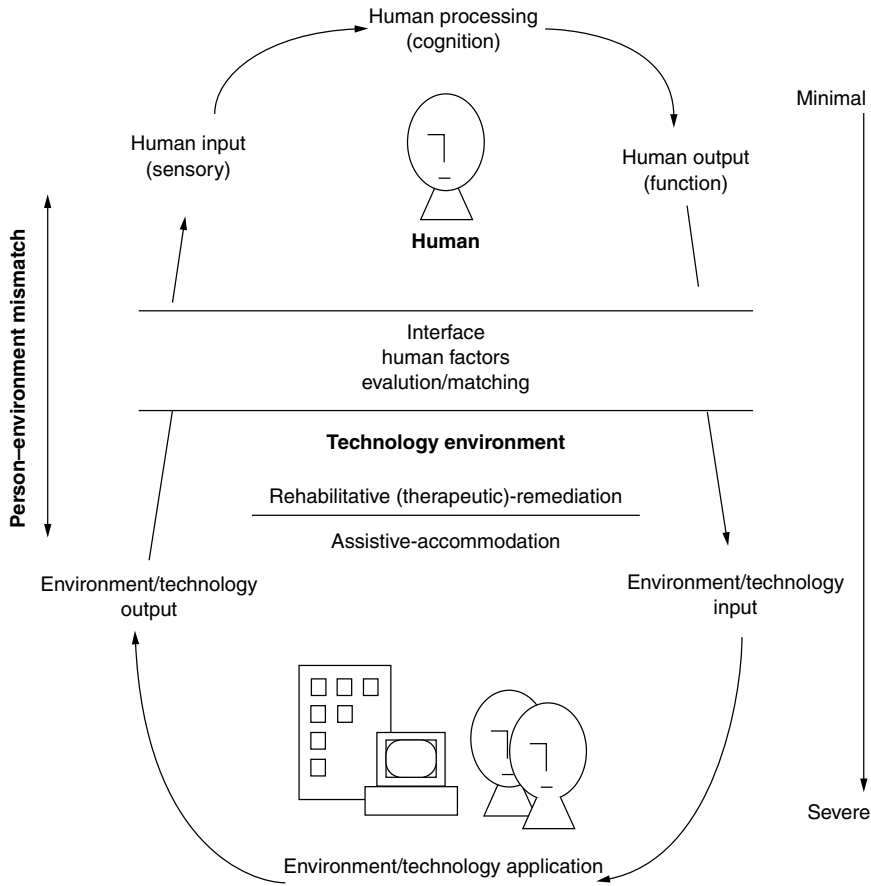 Human processing
(cognition)
Minimal
Human input
(sensory)
Human output
(function)
Human
Person–environment mismatch
Interface
human factors
evalution/matching
Technology environment
Rehabilitative (therapeutic)-remediation
Assistive-accommodation
Environment/technology
output
Environment/technology
input
Severe
Environment/technology application